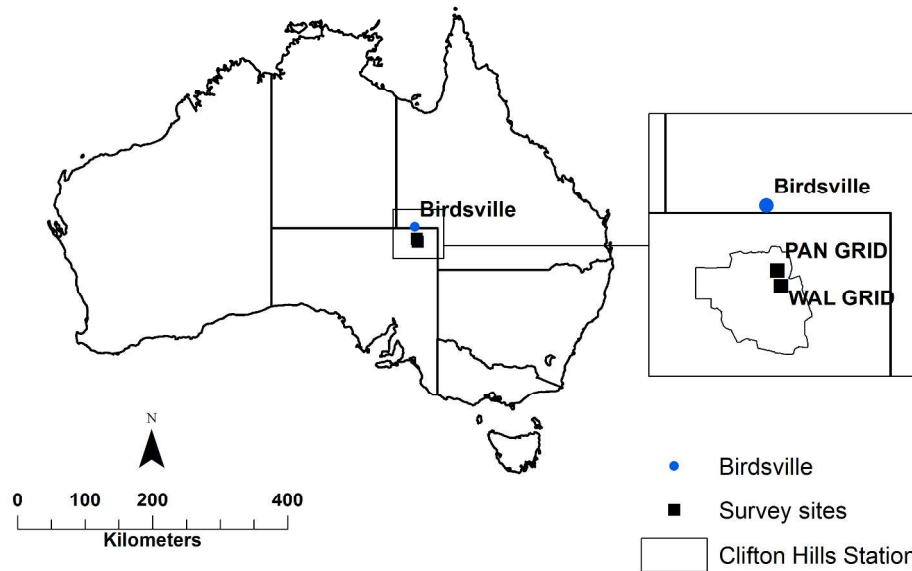 Birdsville
Birdsville
PAN GRID
WAL GRID
N
0 100 200 400
Kilometers
Birdsville
Survey sites
Clifton Hills Station